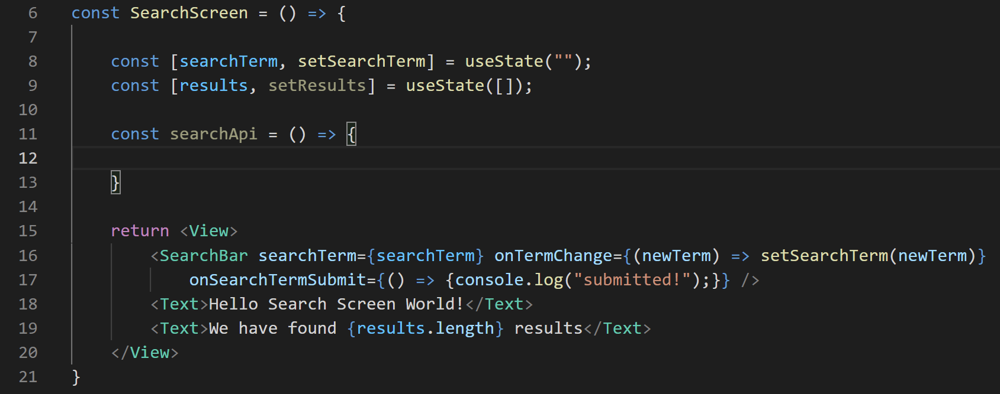 6 const SearchScreen = () => {
7
8 const [searchTerm, setSearchTerm] = useState("");
9 const [results, setResults] = useState([]);
10
11 const searchApi = () => {
12
13 }
14
15 return <View>
16 <SearchBar searchTerm={searchTerm} onTermChange={(newTerm) => setSearchTerm(newTerm)}
17 onSearchTermSubmit={() => {console.log("submitted!");}} />
18 <Text>Hello Search Screen World!</Text>
19 <Text>We have found {results.length} results</Text>
20 </View>
21 }